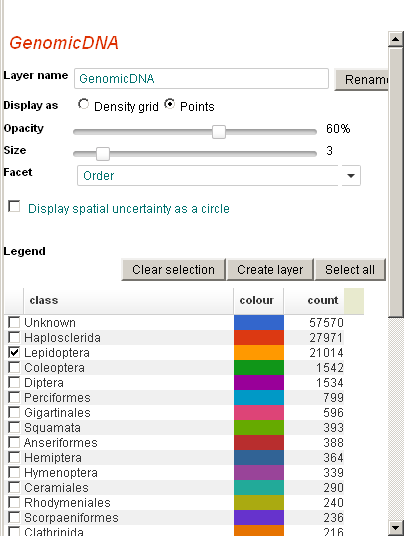 GenomicDNA
Layer name GenomicDNA Rename
Display as Density grid Points
Opacity 60%
Size 3
Facet Order
Display spatial uncertainty as a circle
Legend
Clear selection Create layer Select all
class colour count
Unknown 57570
Haplosclerida 27971
Lepidoptera 21014
Coleoptera 1542
Diptera 1534
Perciformes 799
Gigartinales 596
Squamata 393
Anseriformes 388
Hemiptera 364
Hymenoptera 339
Ceramiales 290
Rhodymeniales 240
Scorpaeniformes 236
Clathrinida 216